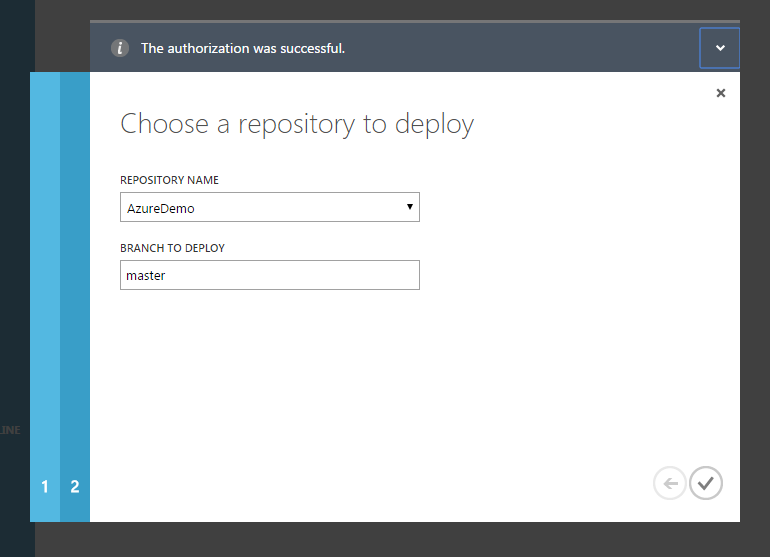 The authorization was successful.
Choose a repository to deploy
REPOSITORY NAME
AzureDemo
BRANCH TO DEPLOY
master
LINE
1 2